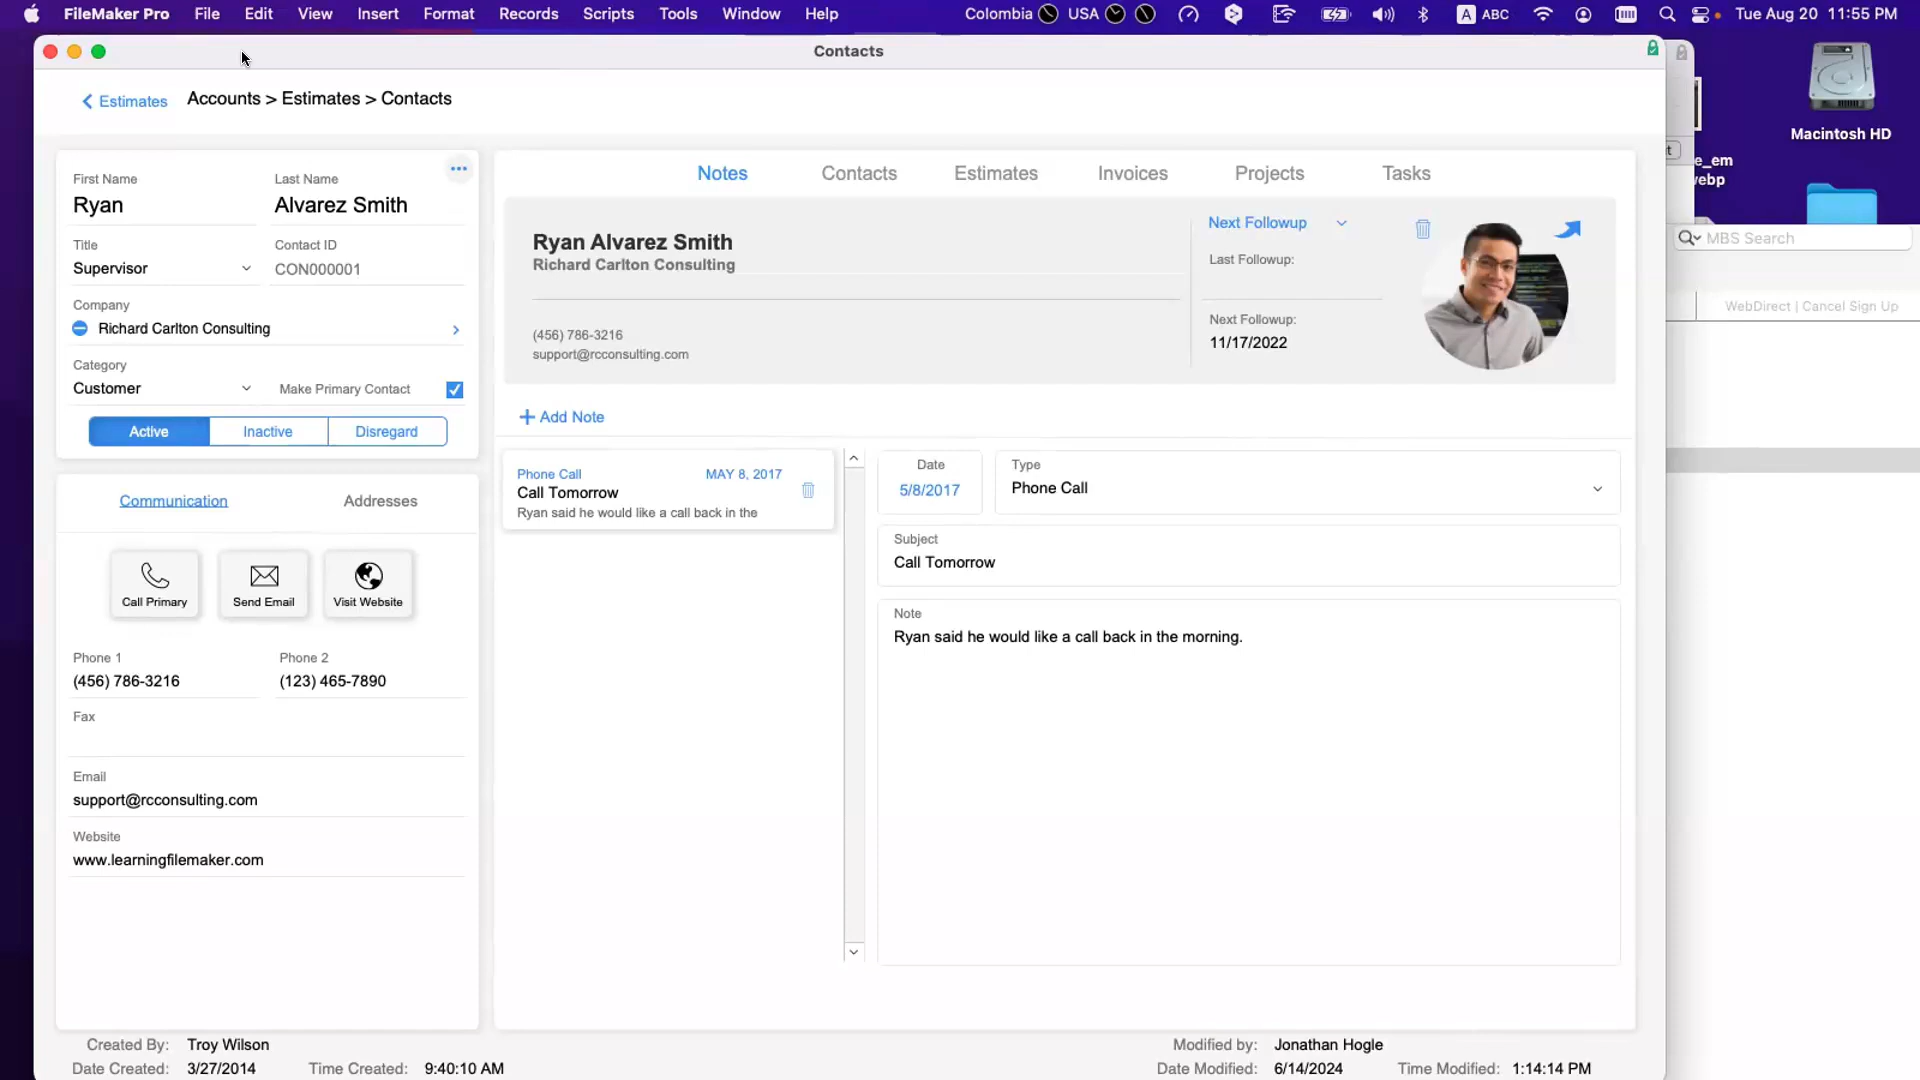 FileMaker Pro File Edit View Insert Format Records Scripts Tools Window Help Colombia USA A ABC Tue Aug 20 11:55 PM
Contacts
Estimates Accounts > Estimates > Contacts
First Name Last Name
Ryan Alvarez Smith
Title Contact ID
Supervisor CON000001
Company
Richard Carlton Consulting
Category
Customer Make Primary Contact
Active Inactive Disregard
Communication Addresses
Call Primary Send Email Visit Website
Phone 1 Phone 2
(456) 786-3216 (123) 465-7890
Fax
Email
support@rcconsulting.com
Website
www.learningfilemaker.com
Notes Contacts Estimates Invoices Projects Tasks
Ryan Alvarez Smith
Richard Carlton Consulting
(456) 786-3216
support@rcconsulting.com
Next Followup
Last Followup:
Next Followup:
11/17/2022
Add Note
Phone Call MAY 8, 2017
Call Tomorrow
Ryan said he would like a call back in the
Date
5/8/2017
Type
Phone Call
Subject
Call Tomorrow
Note
Ryan said he would like a call back in the morning.
Created By: Troy Wilson
Date Created: 3/27/2014 Time Created: 9:40:10 AM
Modified by: Jonathan Hogle
Date Modified: 6/14/2024 Time Modified: 1:14:14 PM
Macintosh HD
e_em
MBS Search
WebDirect | Cancel Sign Up